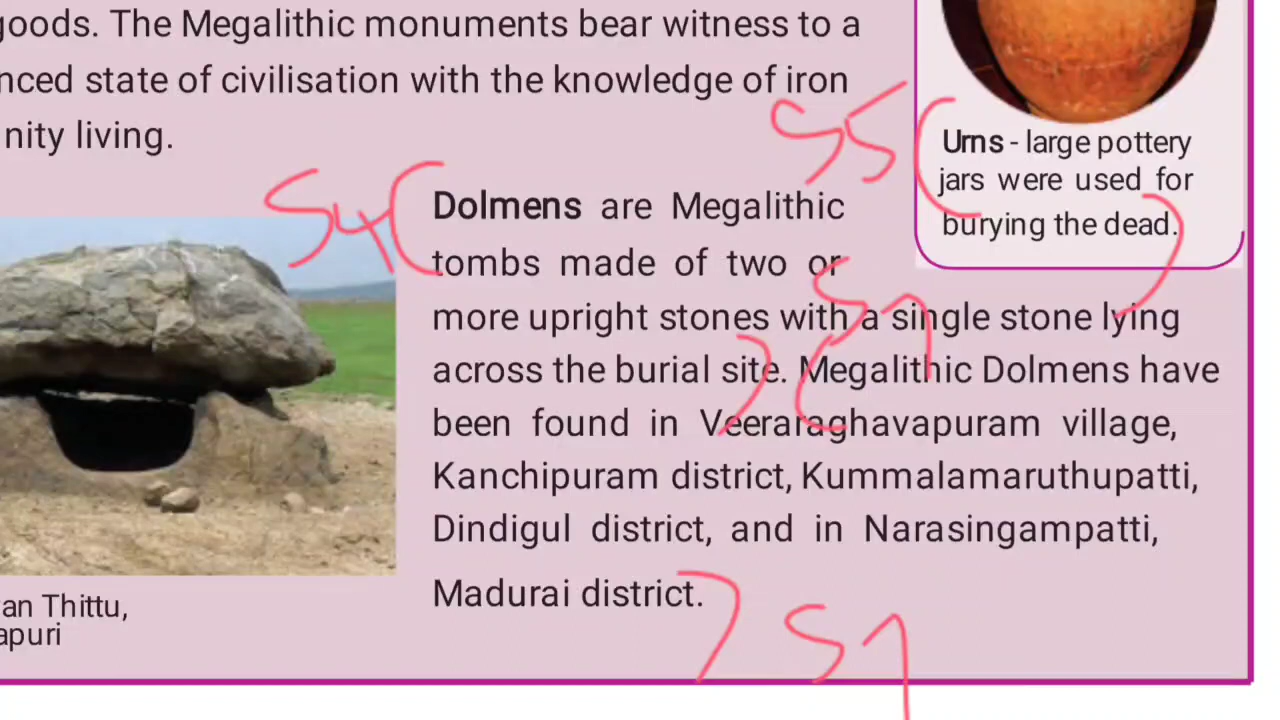 goods. The Megalithic monuments bear witness to a
nced state of civilisation with the knowledge of iron
nity living.
55
Urns - large pottery
jars were used for
burying the dead.
54
Dolmens are Megalithic
tombs made of two or
more upright stones with a single stone lying
across the burial site. Megalithic Dolmens have
been found in Veeraraghavapuram village,
Kanchipuram district, Kummalamaruthupatti,
Dindigul district, and in Narasingampatti,
Madurai district.
an Thittu,
apuri